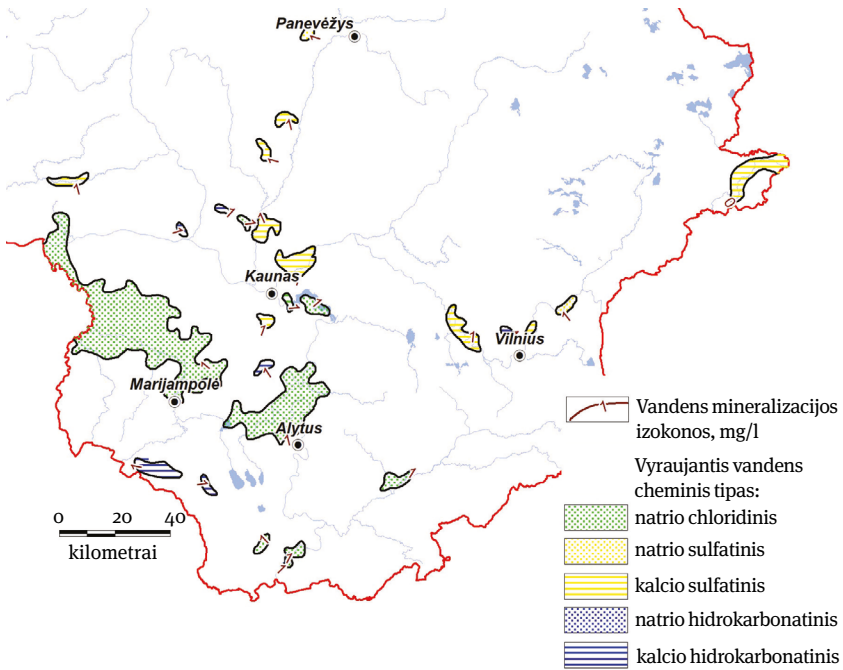 Panevėžys
Kaunas
Vilnius
Marijampolė
Alytus
0 20 40
kilometrai
Vandens mineralizacijos
izokonos, mg/l
Vyraujantis vandens
cheminis tipas:
natrio chloridinis
natrio sulfatinis
kalcio sulfatinis
natrio hidrokarbonatinis
kalcio hidrokarbonatinis